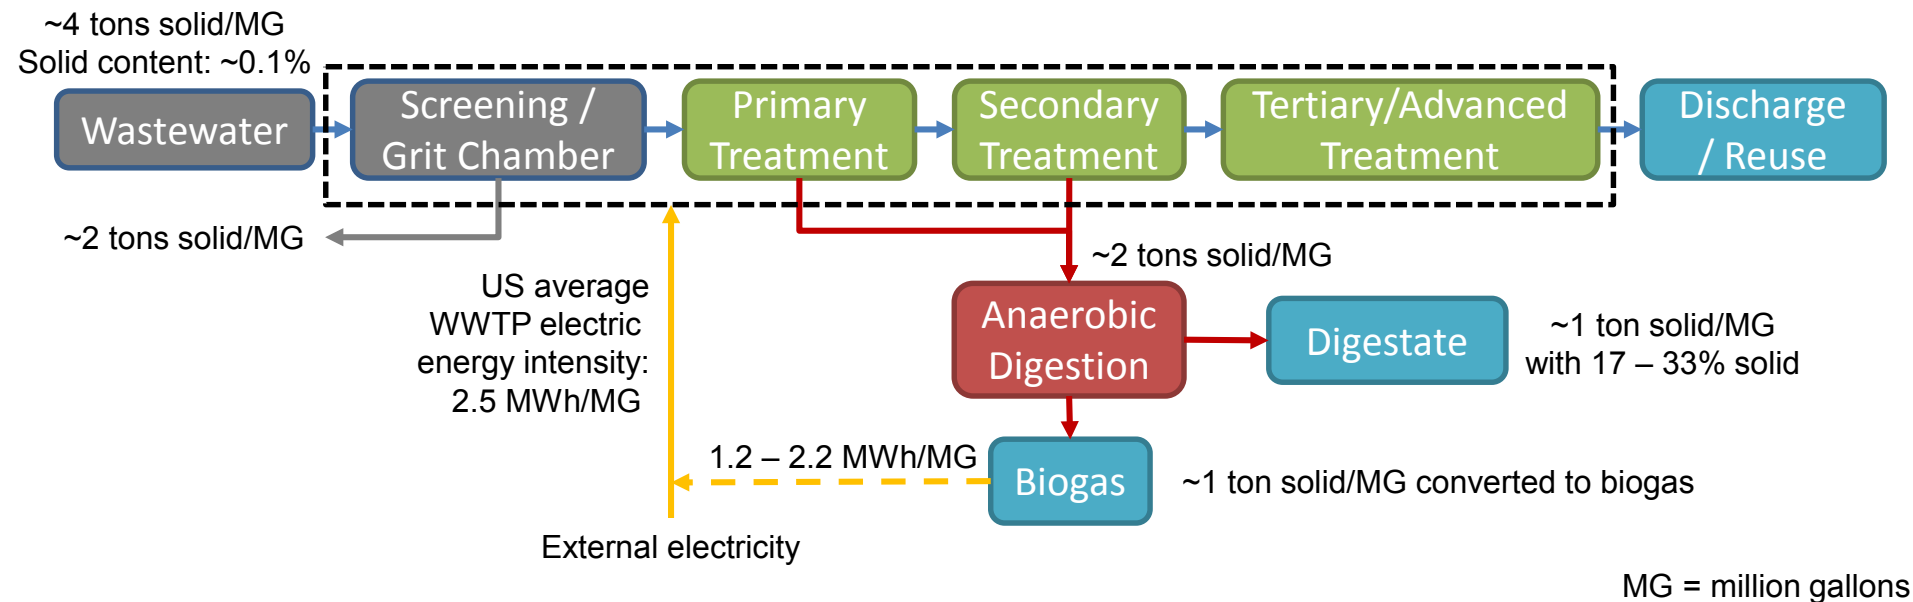 ~4 tons solid/MG
Solid content: ~0.1%
Wastewater
Screening /
Grit Chamber
Primary
Treatment
Secondary
Treatment
Tertiary/Advanced
Treatment
Discharge
/ Reuse
~2 tons solid/MG
~2 tons solid/MG
US average
WWTP electric
energy intensity:
2.5 MWh/MG
Anaerobic
Digestion
Digestate
~1 ton solid/MG
with 17 – 33% solid
1.2 – 2.2 MWh/MG
Biogas
~1 ton solid/MG converted to biogas
External electricity
MG = million gallons